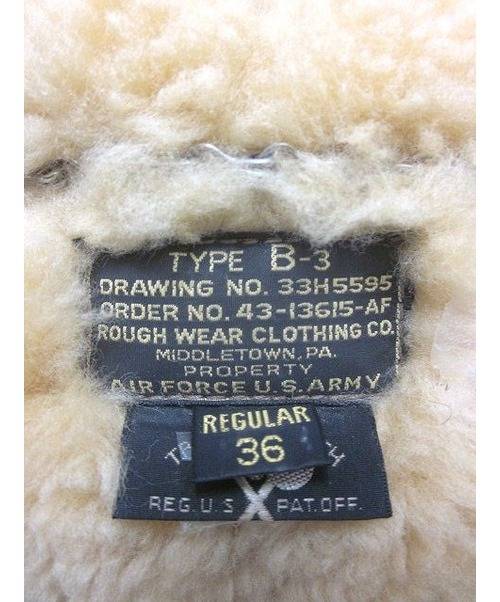 TYPE B-3
DRAWING NO. 33H5595
ORDER NO. 43-13615-AF
ROUGH WEAR CLOTHING CO.
MIDDLETOWN, PA.
PROPERTY
AIR FORCE U.S. ARMY
REGULAR
36
REG. U.S PAT. OFF.